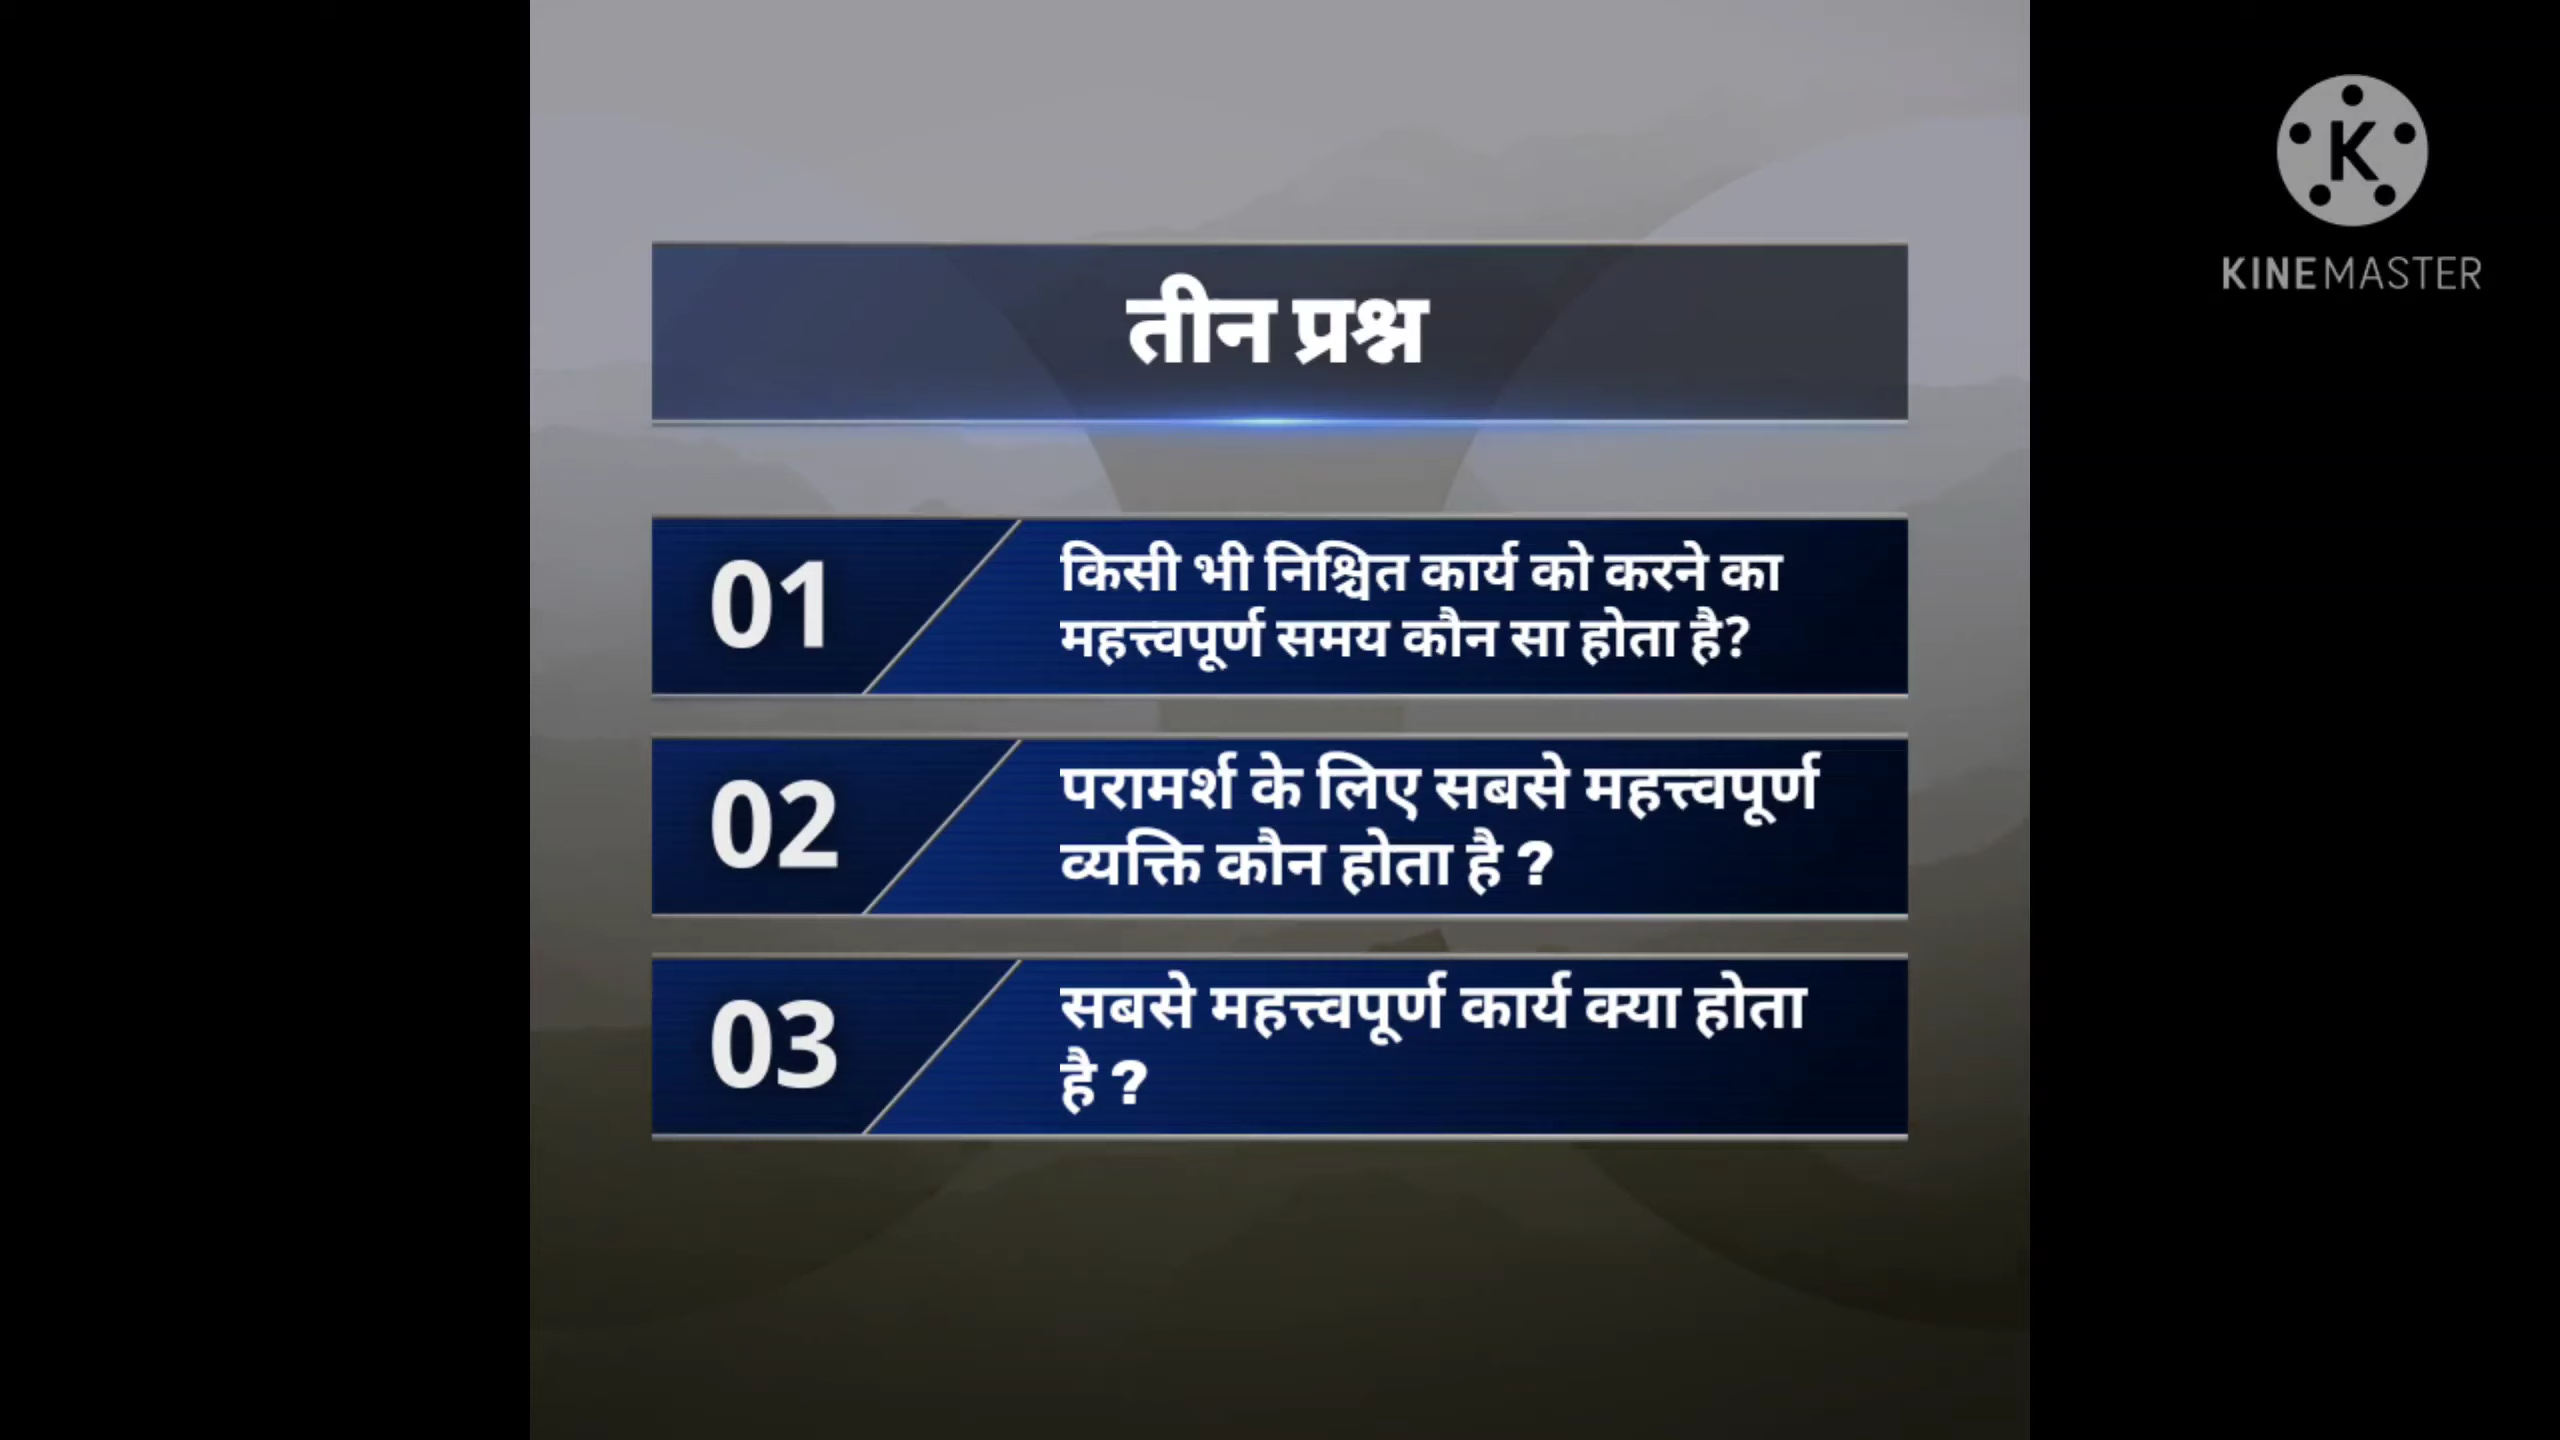 तीन प्रश्न
01
किसी भी निश्चित कार्य को करने का
महत्त्वपूर्ण समय कौन सा होता है?
02
परामर्श के लिए सबसे महत्त्वपूर्ण
व्यक्ति कौन होता है ?
03
सबसे महत्त्वपूर्ण कार्य क्या होता
है ?
K
KINEMASTER